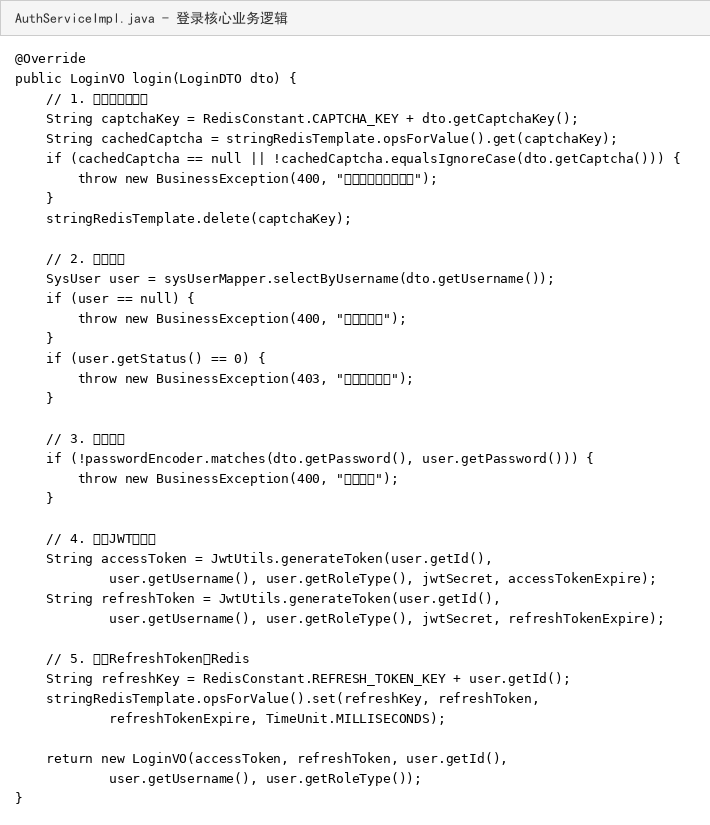 AuthServiceImpl.java — 登录核心业务逻辑
@Override
public LoginVO login(LoginDTO dto) {
// 1.
String captchaKey = RedisConstant.CAPTCHA_KEY + dto.getCaptchaKey();
String cachedCaptcha = stringRedisTemplate.opsForValue().get(captchaKey);
if (cachedCaptcha == null || !cachedCaptcha.equalsIgnoreCase(dto.getCaptcha())) {
throw new BusinessException(400, "");
}
stringRedisTemplate.delete(captchaKey);
// 2.
SysUser user = sysUserMapper.selectByUsername(dto.getUsername());
if (user == null) {
throw new BusinessException(400, "");
}
if (user.getStatus() == 0) {
throw new BusinessException(403, "");
}
// 3.
if (!passwordEncoder.matches(dto.getPassword(), user.getPassword())) {
throw new BusinessException(400, "");
}
// 4. JWT
String accessToken = JwtUtils.generateToken(user.getId(),
user.getUsername(), user.getRoleType(), jwtSecret, accessTokenExpire);
String refreshToken = JwtUtils.generateToken(user.getId(),
user.getUsername(), user.getRoleType(), jwtSecret, refreshTokenExpire);
// 5. RefreshToken Redis
String refreshKey = RedisConstant.REFRESH_TOKEN_KEY + user.getId();
stringRedisTemplate.opsForValue().set(refreshKey, refreshToken,
refreshTokenExpire, TimeUnit.MILLISECONDS);
return new LoginVO(accessToken, refreshToken, user.getId(),
user.getUsername(), user.getRoleType());
}